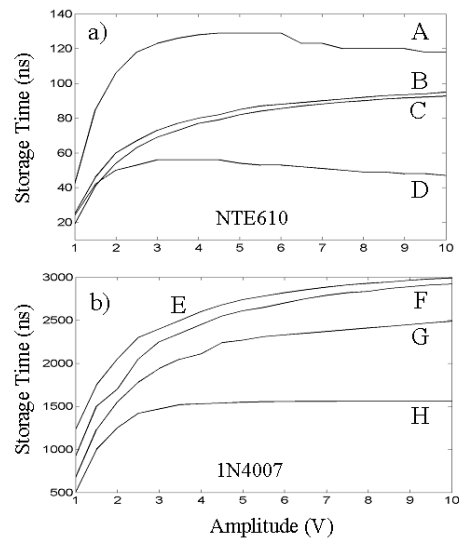 140
a)
A
120
100
B
80
C
60
40
D
NTE610
20
1
2
3
4
5
6
7
8
9
10
Storage Time (ns)
3000
b)
E
F
2500
G
2000
1500
H
1000
1N4007
500
1
2
3
4
5
6
7
8
9
10
Storage Time (ns)
Amplitude (V)